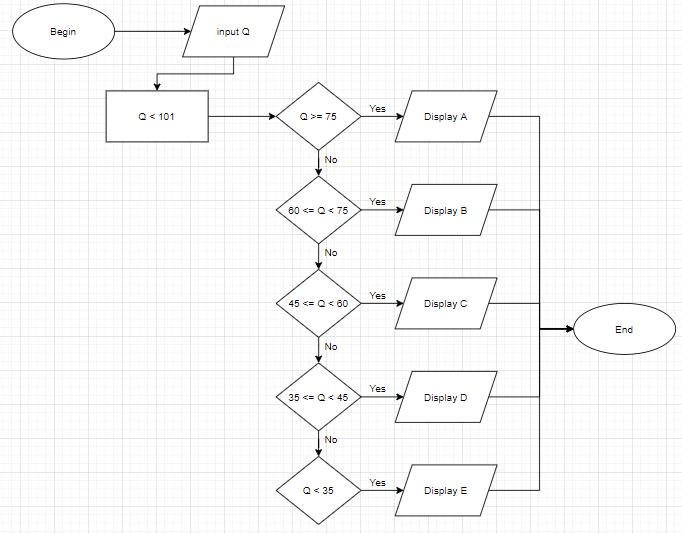 Begin
input Q
Q < 101
Q >= 75
Yes
Display A
No
60 <= Q < 75
Yes
Display B
No
45 <= Q < 60
Yes
Display C
End
No
35 <= Q < 45
Yes
Display D
No
Q < 35
Yes
Display E